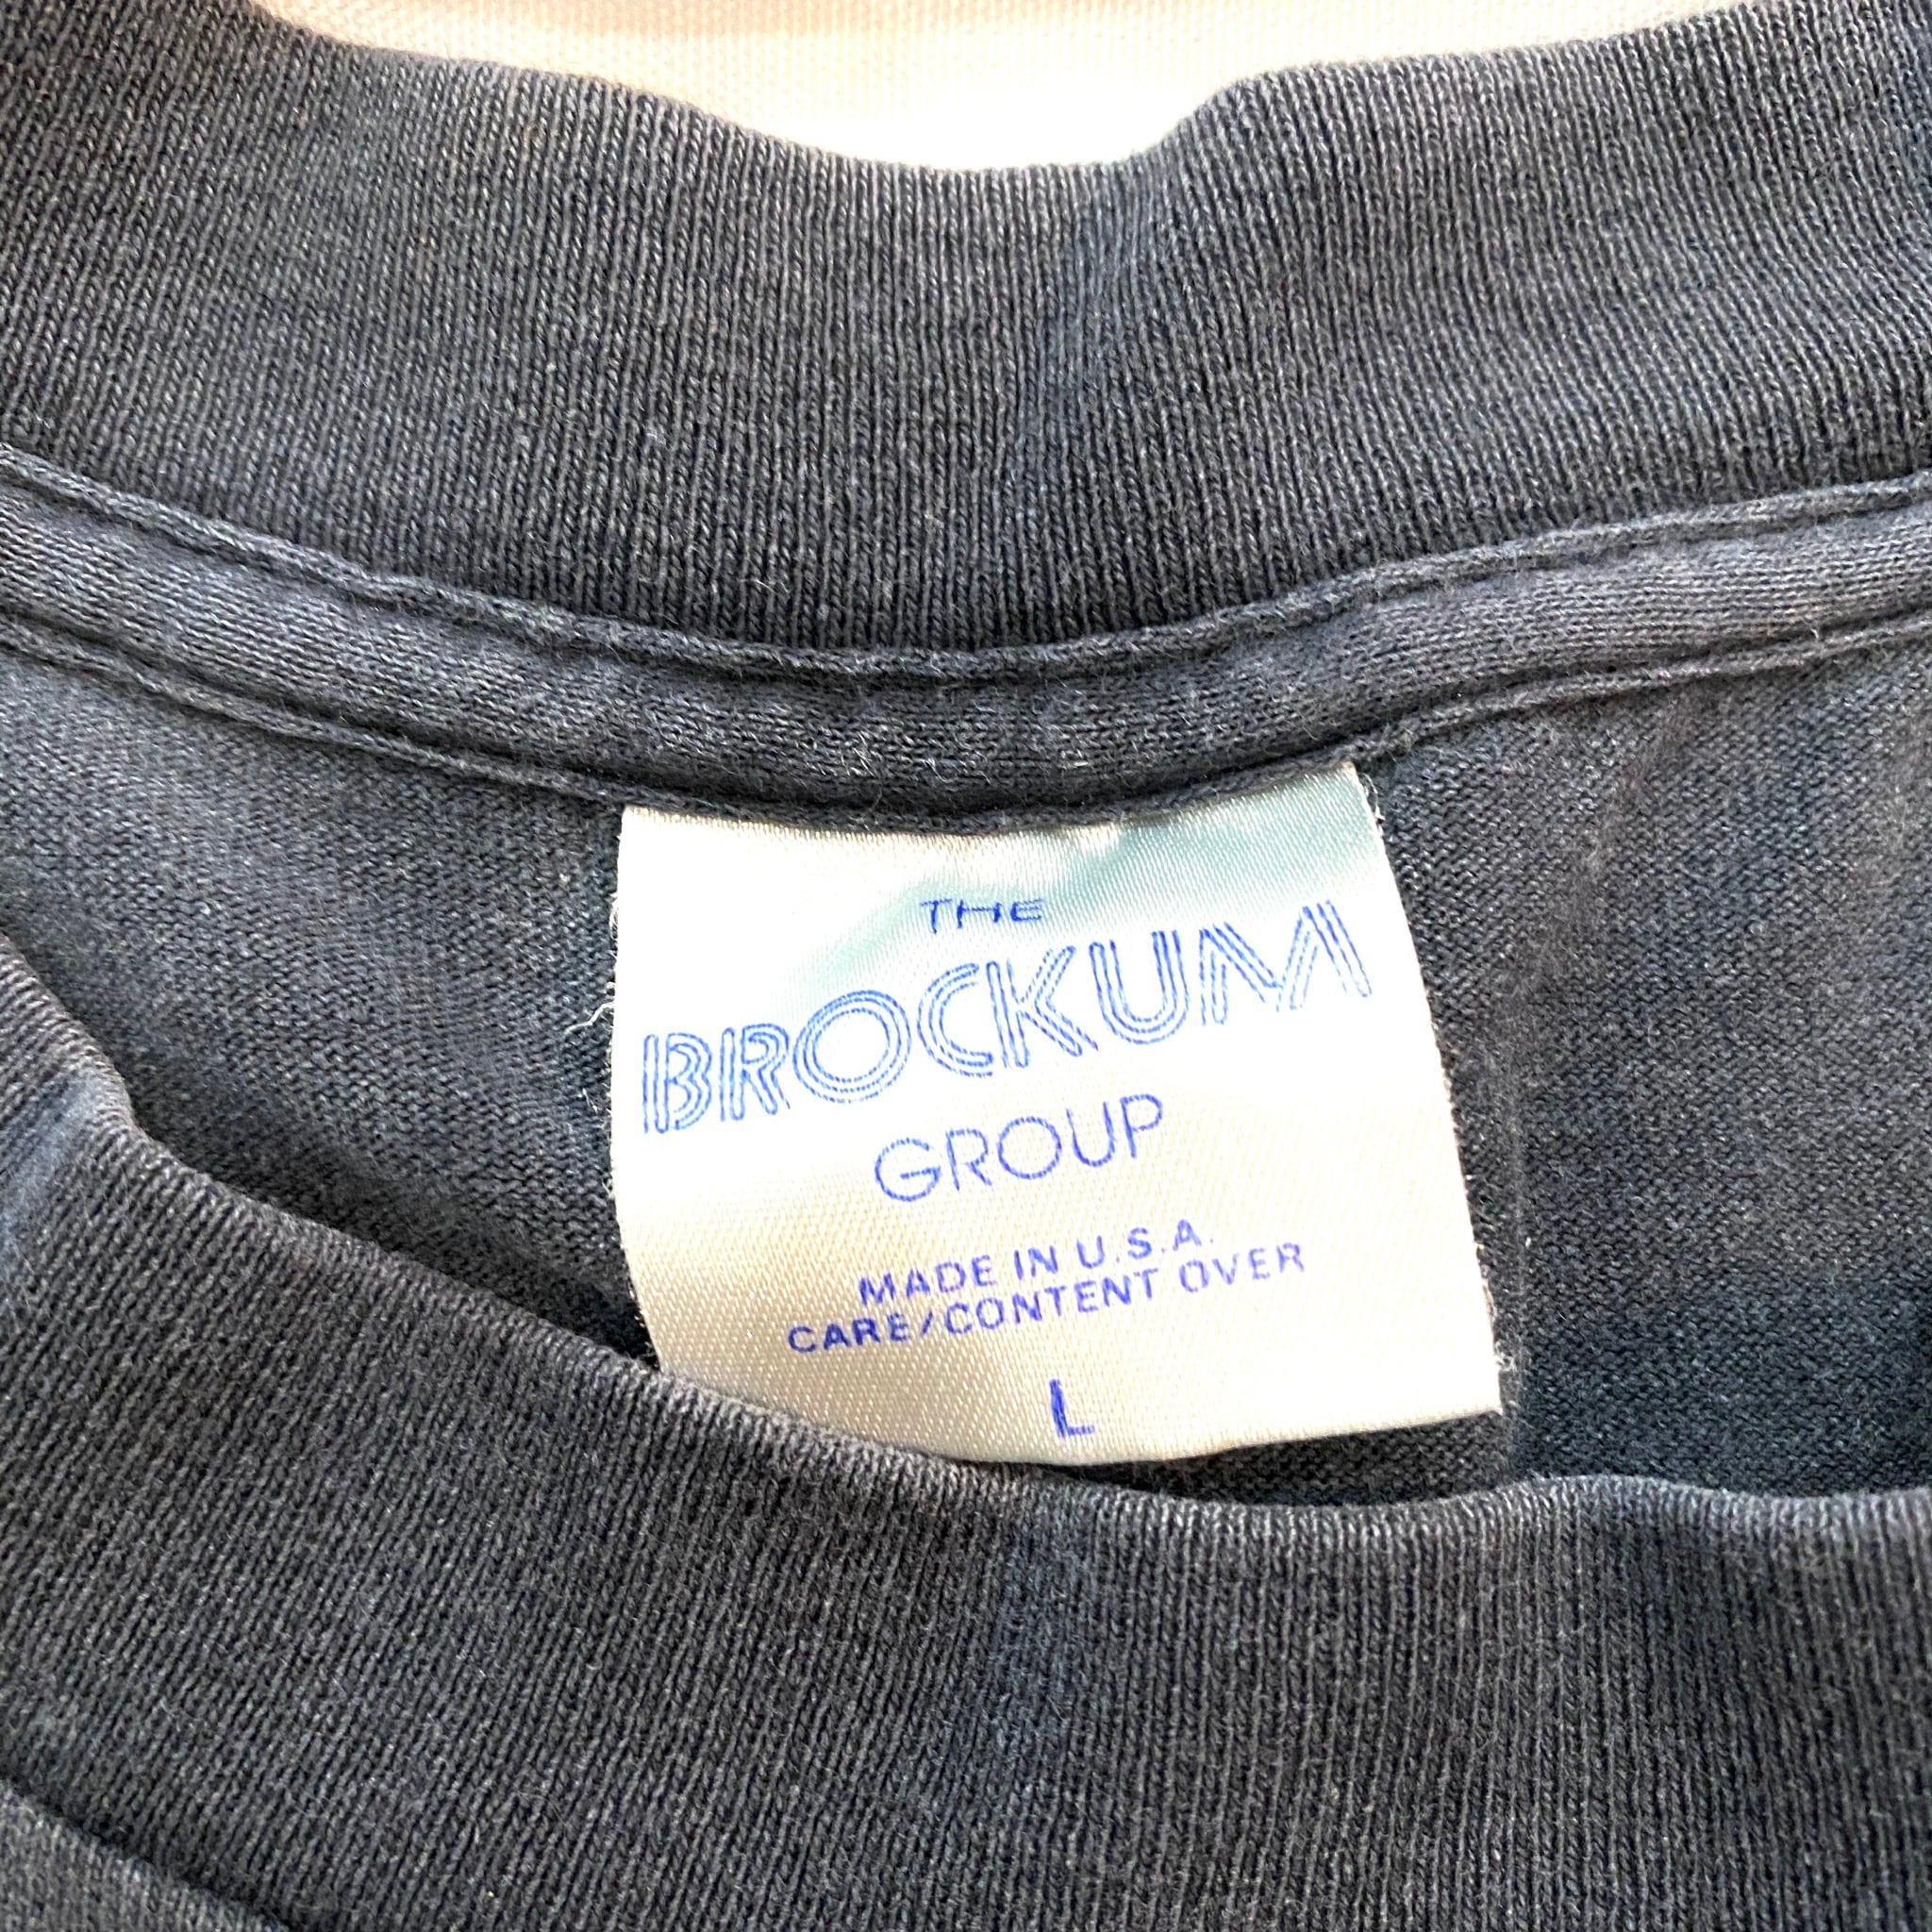 THE
BROCKUM
GROUP
MADE IN U.S.A.
CARE/CONTENT OVER
L